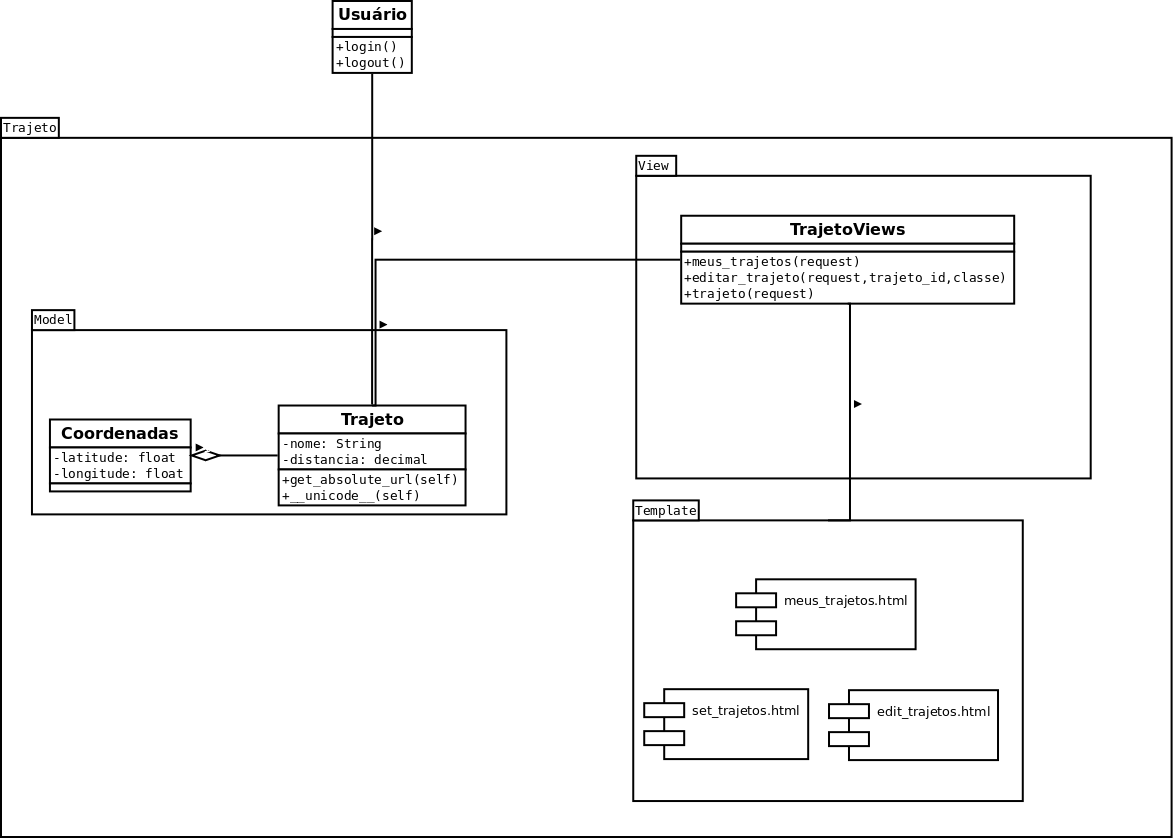 Usuário
+login()
+logout()
Trajeto
View
TrajetoViews
+meus_trajetos(request)
+editar_trajeto(request,trajeto_id,classe)
+trajeto(request)
Model
Coordenadas
-latitude: float
-longitude: float
Trajeto
-nome: String
-distancia: decimal
+get_absolute_url(self)
+__unicode__(self)
Template
meus_trajetos.html
set_trajetos.html
edit_trajetos.html